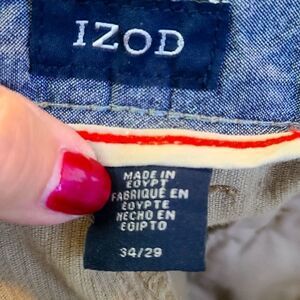 IZOD
MADE IN
EGYPT
FABRIQUÉ EN
EGYPTE
HECHO EN
EGIPTO
34/29